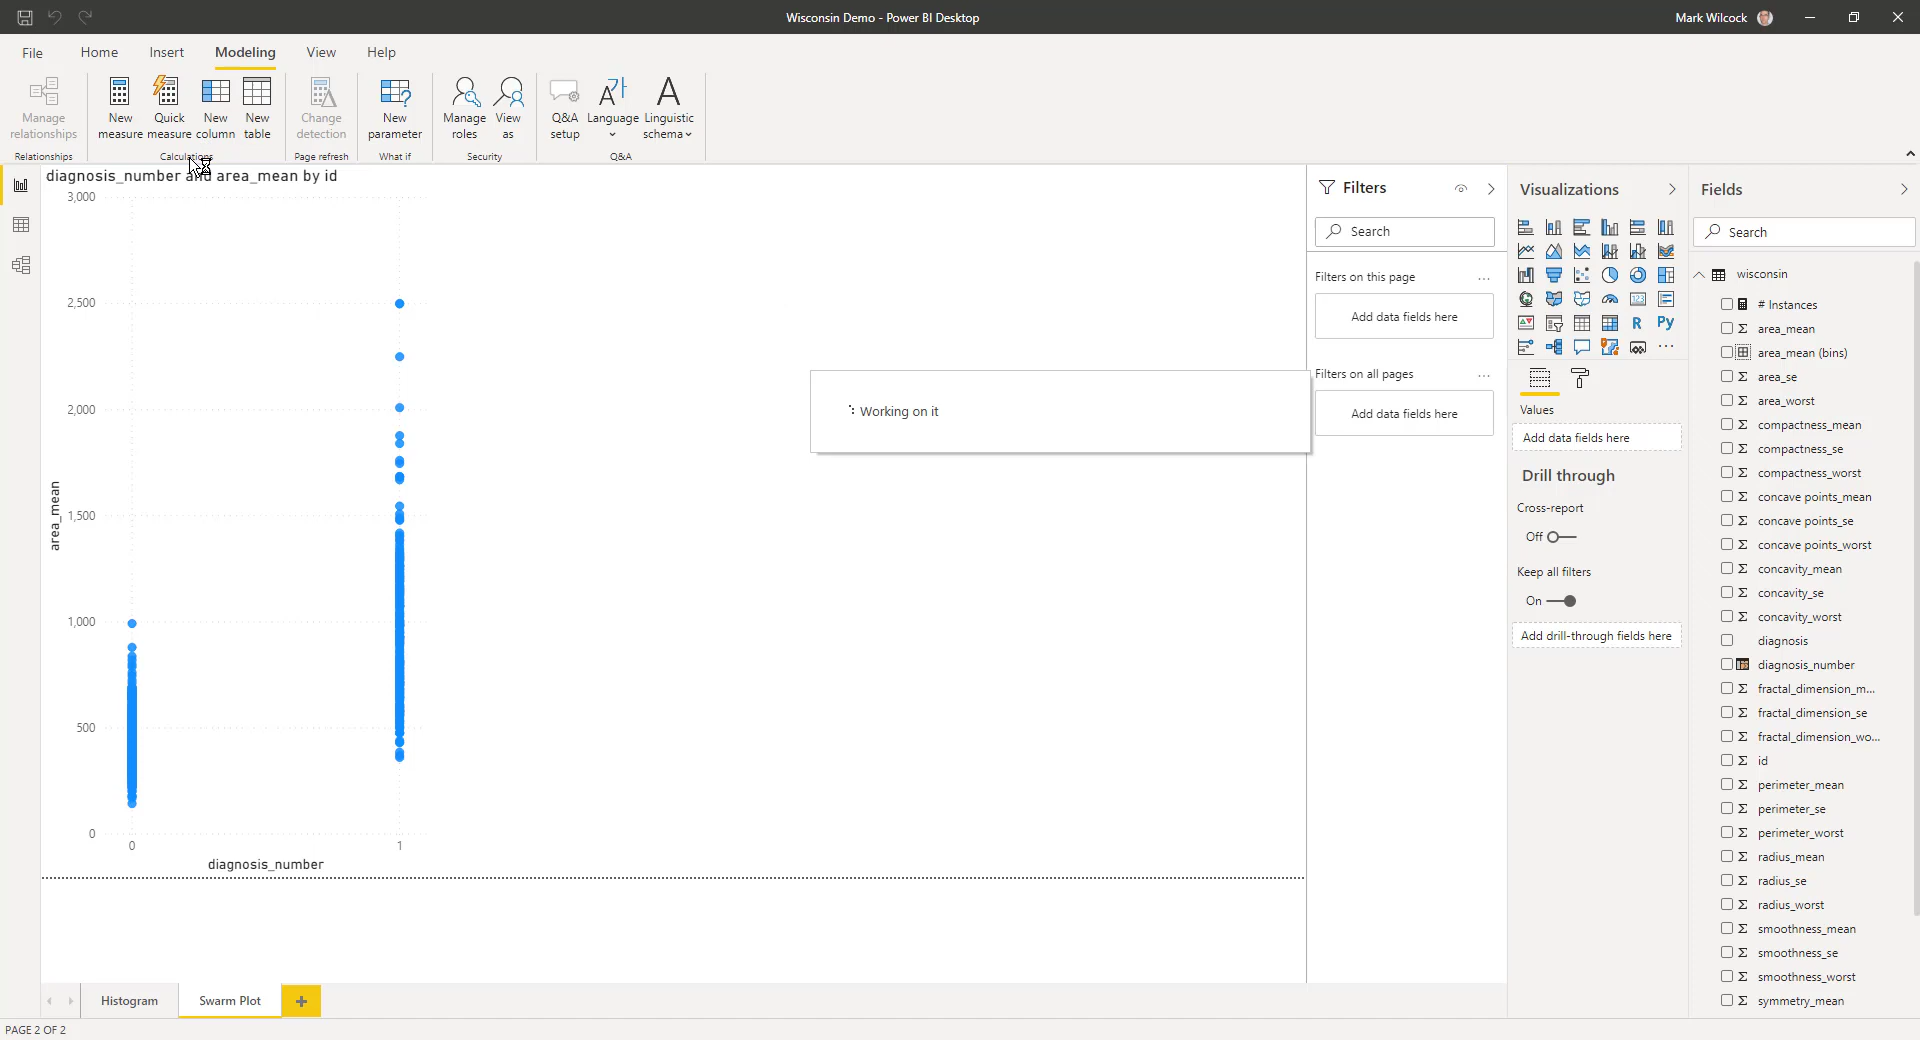 Wisconsin Demo - Power BI Desktop
Mark Wilcock
File
Home
Insert
Modeling
View
Help
Manage relationships
New measure
Quick measure
New column
New table
Change detection
New parameter
Manage roles
View as
Q&A setup
Language
Linguistic schema
Relationships
Calculations
Page refresh
What if
Security
Q&A
diagnosis_number and area_mean by id
3,000
2,500
2,000
1,500
1,000
500
0
area_mean
0
1
diagnosis_number
Working on it
Filters
Search
Filters on this page
...
Add data fields here
Filters on all pages
...
Add data fields here
Visualizations
123
R
Py
...
Values
Add data fields here
Drill through
Cross-report
Off
Keep all filters
On
Add drill-through fields here
Fields
Search
wisconsin
# Instances
Σ area_mean
area_mean (bins)
Σ area_se
Σ area_worst
Σ compactness_mean
Σ compactness_se
Σ compactness_worst
Σ concave points_mean
Σ concave points_se
Σ concave points_worst
Σ concavity_mean
Σ concavity_se
Σ concavity_worst
diagnosis
diagnosis_number
Σ fractal_dimension_m...
Σ fractal_dimension_se
Σ fractal_dimension_wo...
Σ id
Σ perimeter_mean
Σ perimeter_se
Σ perimeter_worst
Σ radius_mean
Σ radius_se
Σ radius_worst
Σ smoothness_mean
Σ smoothness_se
Σ smoothness_worst
Σ symmetry_mean
Histogram
Swarm Plot
PAGE 2 OF 2